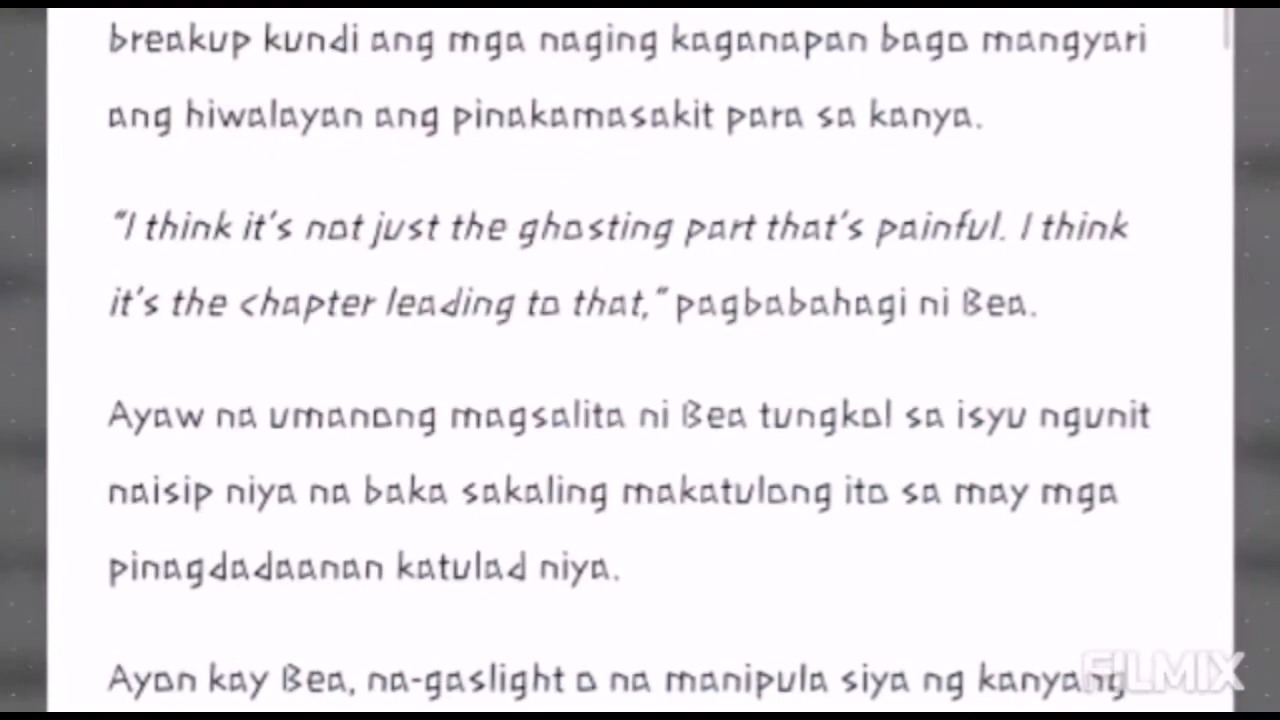 breakup kundi ang mga naging kaganapan bago mangyari
ang hiwalayan ang pinakamasakit para sa kanya.
“I think it's not just the ghosting part that's painful. I think
it's the chapter leading to that,” pagbabahagi ni Bea.
Ayaw na umanong magsalita ni Bea tungkol sa isyu ngunit
naisip niya na baka sakaling makatulong ito sa may mga
pinagdadaanan katulad niya.
Ayon kay Bea, na-gaslight o na manipula siya ng kanyang
FILMIX